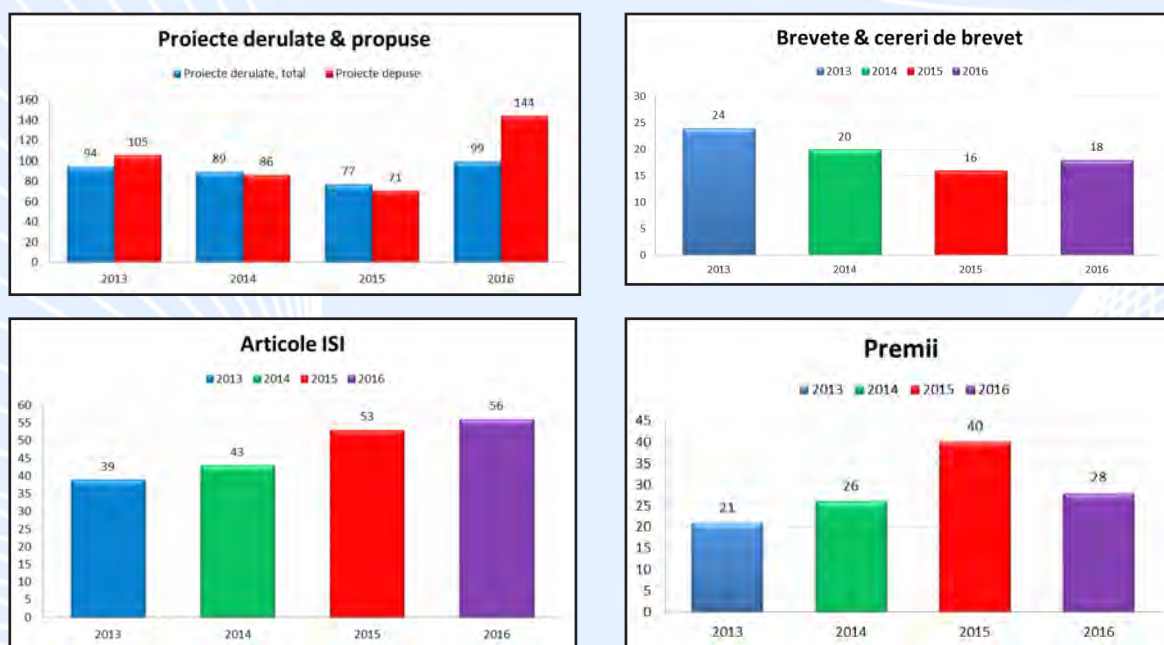 Proiecte derulate & propuse
Proiecte derulate, total Proiecte depuse
160
140
120
100
80
60
40
20
0
94 105 89 86 77 71 99 144
2013 2014 2015 2016
Brevete & cereri de brevet
2013 2014 2015 2016
30
25
20
15
10
5
0
24 20 16 18
2013 2014 2015 2016
Articole ISI
2013 2014 2015 2016
60
55
50
45
40
35
30
25
20
15
10
5
0
39 43 53 56
2013 2014 2015 2016
Premii
2013 2014 2015 2016
45
40
35
30
25
20
15
10
5
0
21 26 40 28
2013 2014 2015 2016